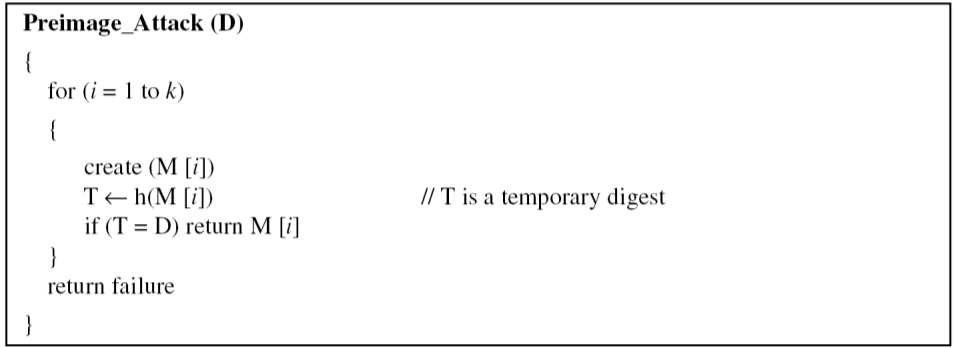 Preimage_Attack (D)
{
for (i = 1 to k)
{
create (M [i])
T ← h(M [i]) // T is a temporary digest
if (T = D) return M [i]
}
return failure
}